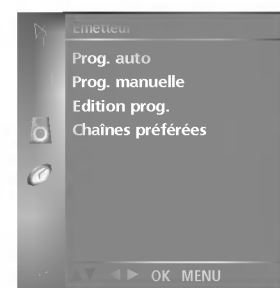 Emetteur
Prog. auto
Prog. manuelle
Edition prog.
Chaînes préférées
OK MENU